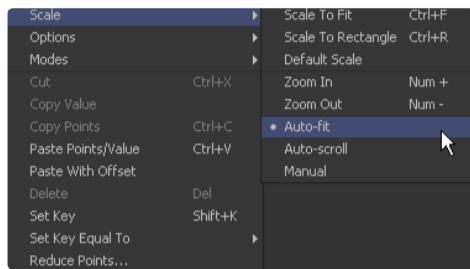 Scale
Options
Modes
Cut Ctrl+X
Copy Value
Copy Points Ctrl+C
Paste Points/Value Ctrl+V
Paste With Offset
Delete Del
Set Key Shift+K
Set Key Equal To
Reduce Points...
Scale To Fit Ctrl+F
Scale To Rectangle Ctrl+R
Default Scale
Zoom In Num +
Zoom Out Num -
Auto-fit
Auto-scroll
Manual